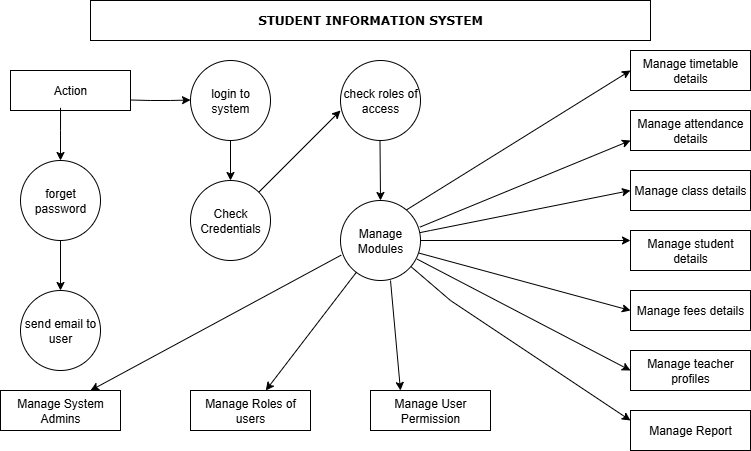 STUDENT INFORMATION SYSTEM
Action
login to
system
check roles of
access
Manage timetable
details
Manage attendance
details
forget
password
Check
Credentials
Manage class details
Manage
Modules
Manage student
details
send email to
user
Manage fees details
Manage teacher
profiles
Manage System
Admins
Manage Roles of
users
Manage User
Permission
Manage Report